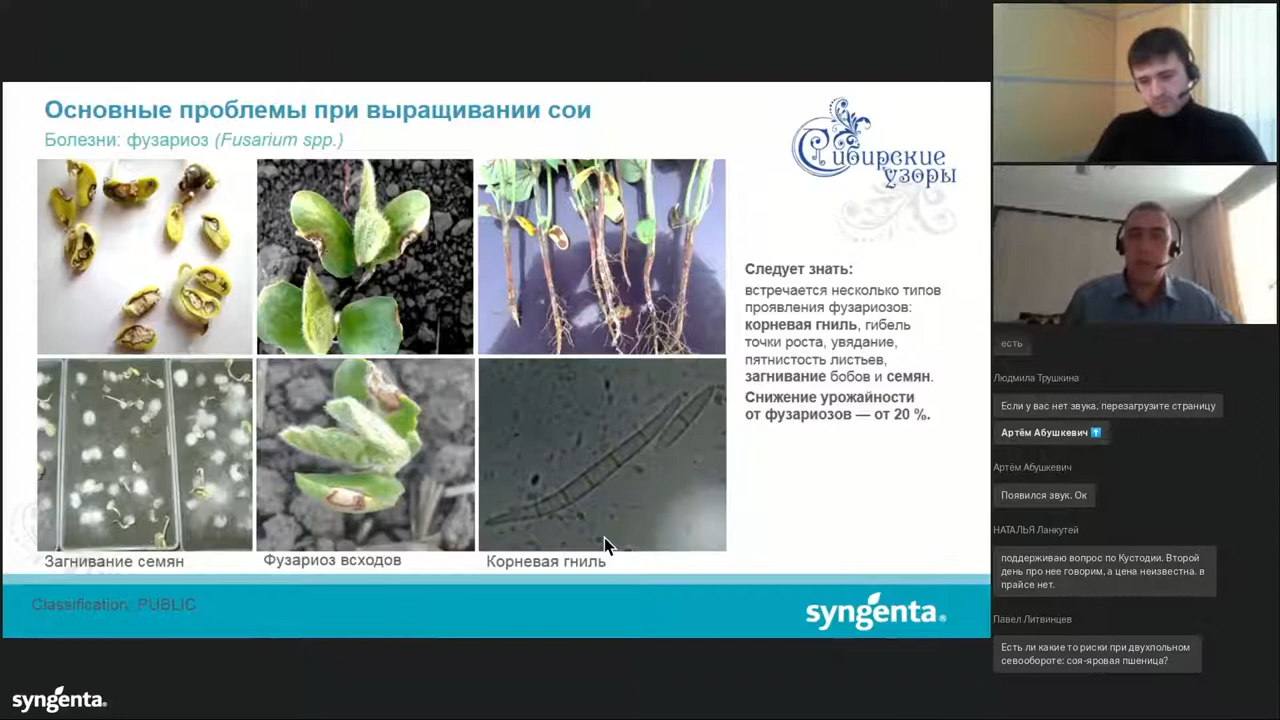 Основные проблемы при выращивании сои
Болезни: фузариоз (Fusarium spp.)
Сибирские
узоры
Следует знать:
встречается несколько типов
проявления фузариозов:
корневая гниль, гибель
точки роста, увядание,
пятнистость листьев,
загнивание бобов и семян.
Снижение урожайности
от фузариозов — от 20 %.
Загнивание семян
Фузариоз всходов
Корневая гниль
Classification: PUBLIC
syngenta®
syngenta.
есть
Людмила Трушкина
Если у вас нет звука, перезагрузите страницу
Артём Абушкевич
Артём Абушкевич
Появился звук. Ок
НАТАЛЬЯ Ланкутей
поддерживаю вопрос по Кустодии. Второй
день про нее говорим, а цена неизвестна. в
прайсе нет.
Павел Литвинцев
Есть ли какие то риски при двухпольном
севообороте: соя-яровая пшеница?